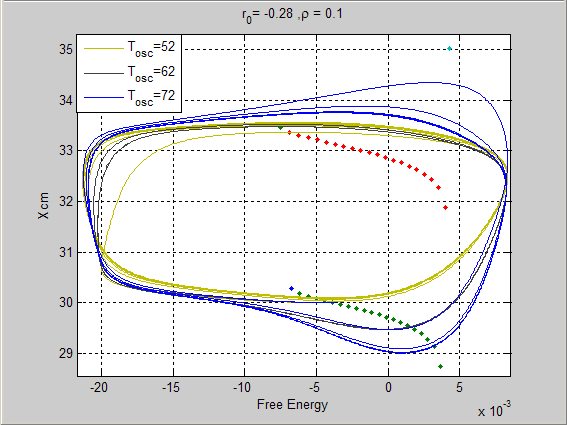 r0= -0.28 ,ρ = 0.1
35
34
33
32
31
30
29
X cm
Tosc=52
Tosc=62
Tosc=72
-20 -15 -10 -5 0 5
Free Energy
x 10-3